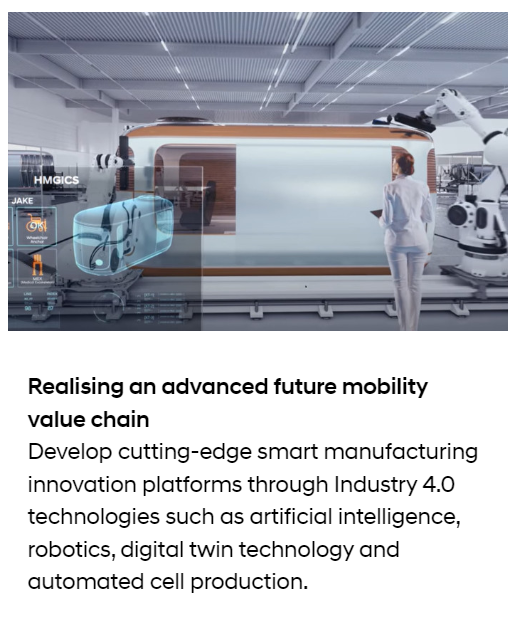 HMGICS
JAKE
Realising an advanced future mobility
value chain
Develop cutting-edge smart manufacturing
innovation platforms through Industry 4.0
technologies such as artificial intelligence,
robotics, digital twin technology and
automated cell production.